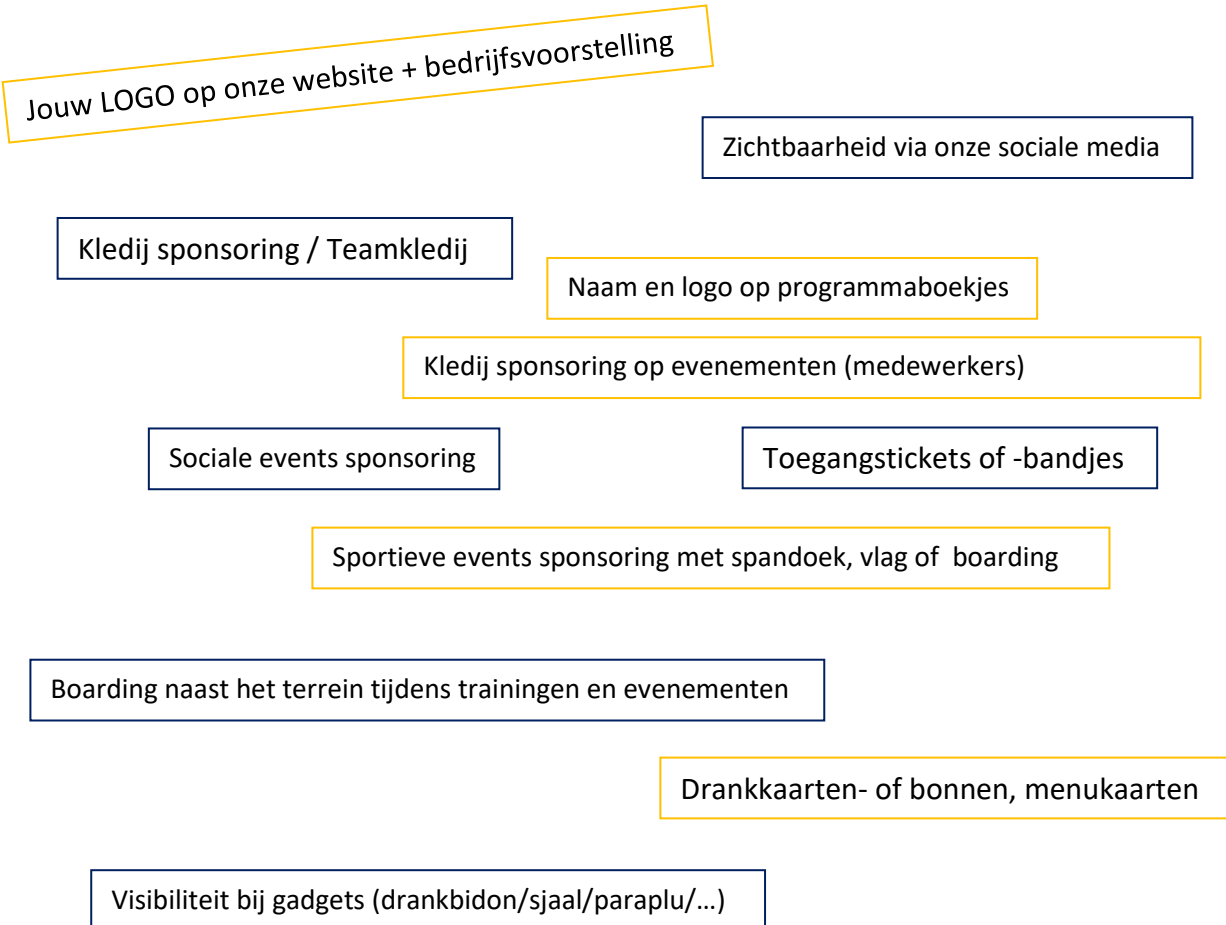 Jouw LOGO op onze website + bedrijfsvoorstelling
Zichtbaarheid via onze sociale media
Kledij sponsoring / Teamkledij
Naam en logo op programmaboekjes
Kledij sponsoring op evenementen (medewerkers)
Sociale events sponsoring
Toegangstickets of -bandjes
Sportieve events sponsoring met spandoek, vlag of  boarding
Boarding naast het terrein tijdens trainingen en evenementen
Drankkaarten- of bonnen, menukaarten
Visibiliteit bij gadgets (drankbidon/sjaal/paraplu/…)